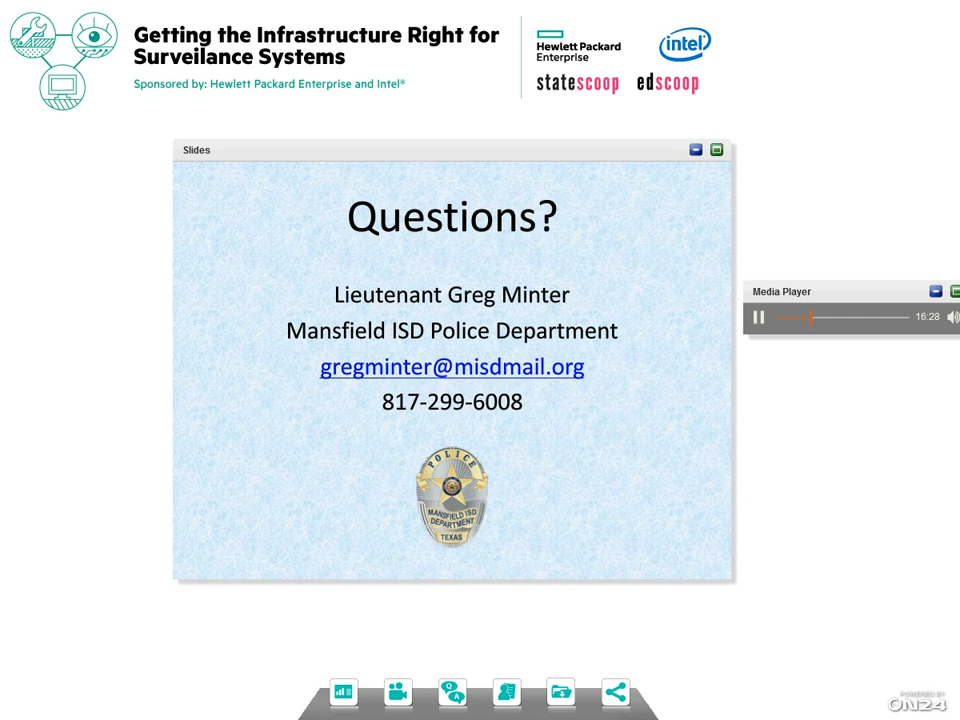 Getting the Infrastructure Right for
Surveilance Systems
Sponsored by: Hewlett Packard Enterprise and Intel®
Hewlett Packard
Enterprise
intel®
statescoop edscoop
Slides
Questions?
Lieutenant Greg Minter
Mansfield ISD Police Department
gregminter@misdmail.org
817-299-6008
POLICE
MANSFIELD ISD
DEPARTMENT
TEXAS
Media Player
16:28
Q
A
POWERED BY
ON24